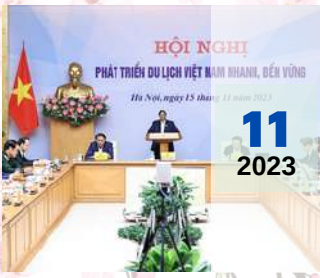 HỘI NGHỊ
PHÁT TRIỂN DU LỊCH VIỆT NAM NHANH, BỀN VỮNG
Hà Nội, ngày 15 tháng 11 năm 2023
11
2023